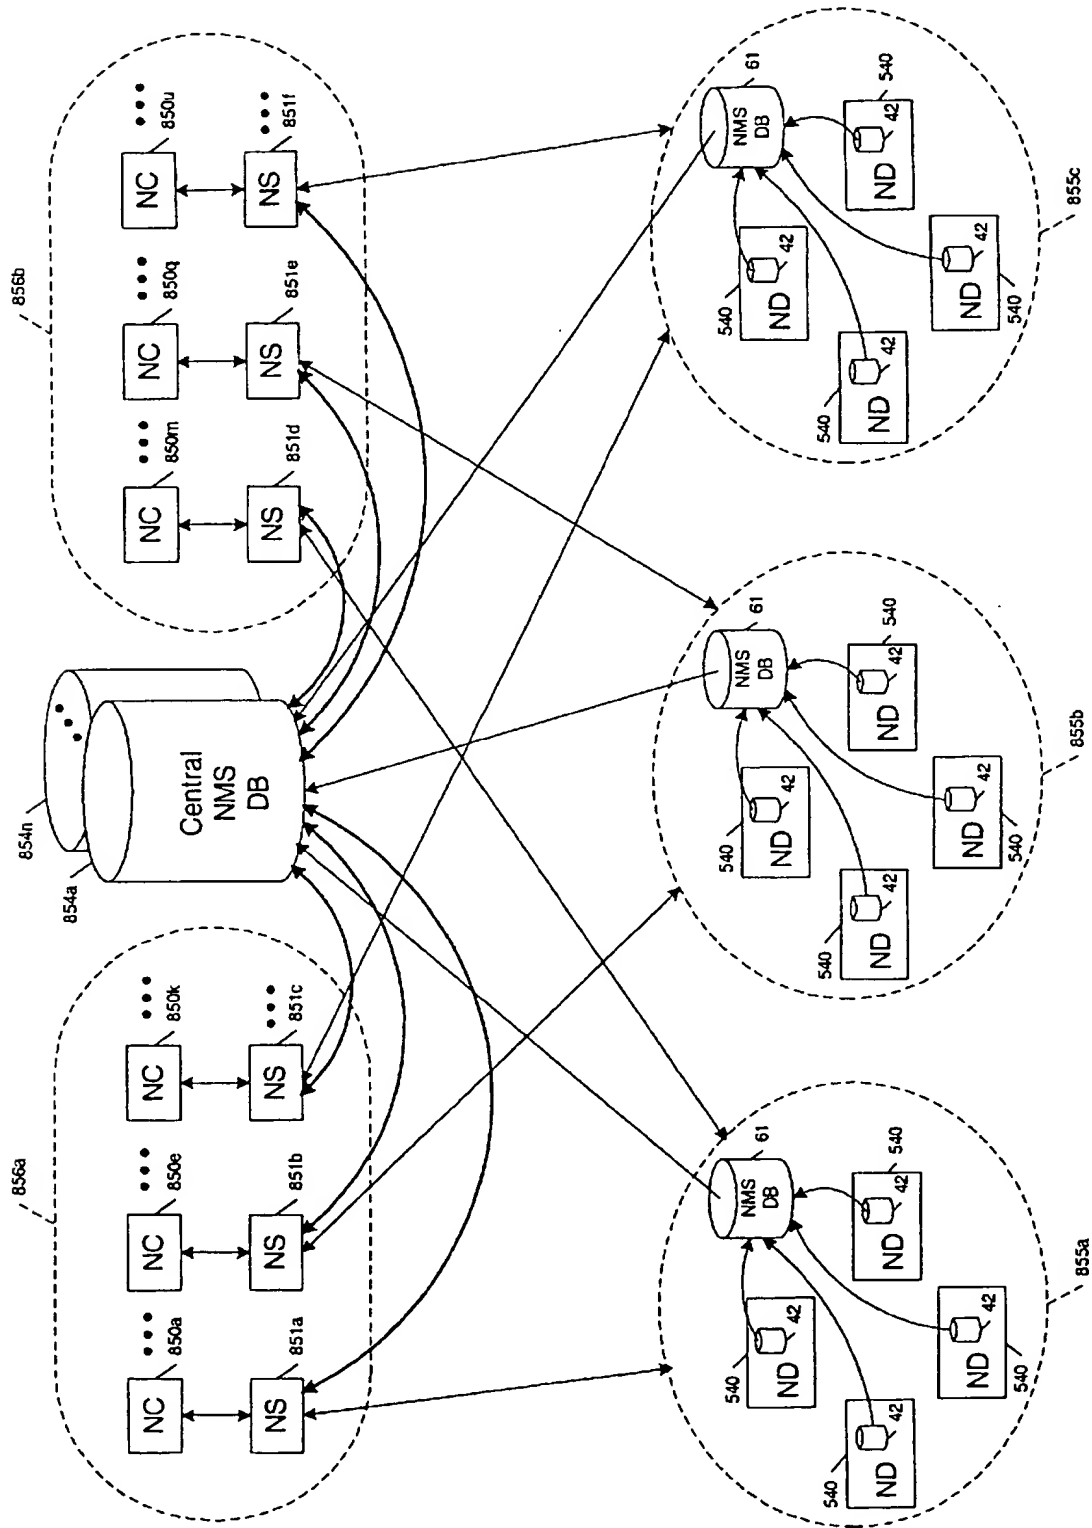 856a
850a
850e
850k
NC
NC
NC
851a
851b
851c
NS
NS
NS
854n
854a
Central
NMS
DB
856b
850m
850q
850u
NC
NC
NC
851d
851e
851f
NS
NS
NS
61
NMS
DB
540
42
ND
540
42
ND
540
42
ND
540
42
ND
855a
61
NMS
DB
540
42
ND
540
42
ND
540
42
ND
540
42
ND
855b
61
NMS
DB
540
42
ND
540
42
ND
540
42
ND
540
42
ND
855c